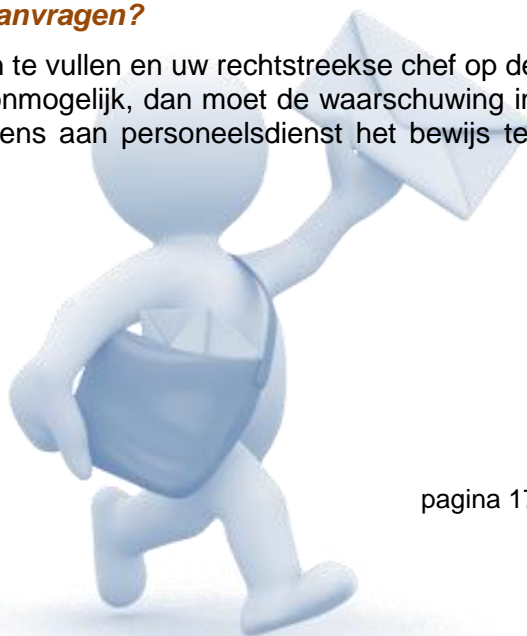 anvragen?
n te vullen en uw rechtstreekse chef op de
onmogelijk, dan moet de waarschuwing in
ens aan personeelsdienst het bewijs te
pagina 17